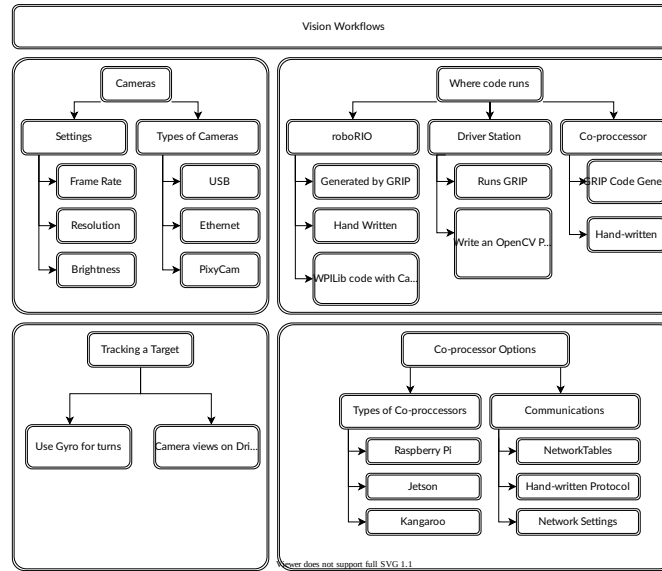 Vision Workflows
Cameras
Settings
Types of Cameras
Frame Rate
USB
Resolution
Ethernet
Brightness
PixyCam
Where code runs
roboRIO
Driver Station
Co-proccessor
Generated by GRIP
Runs GRIP
GRIP Code Gene
Hand Written
Write an OpenCV P...
Hand-written
WPILib code with Ca...
Tracking a Target
Use Gyro for turns
Camera views on Dri...
Co-processor Options
Types of Co-proccessors
Communications
Raspberry Pi
NetworkTables
Jetson
Hand-written Protocol
Kangaroo
Network Settings
Viewer does not support full SVG 1.1